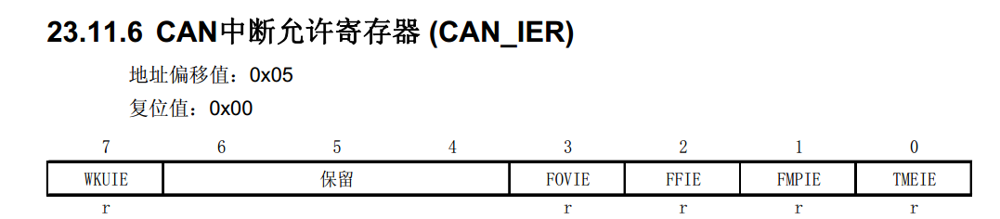 23.11.6 CAN中断允许寄存器 (CAN_IER)
地址偏移值：0x05
复位值：0x00
7 6 5 4 3 2 1 0
WKUIE 保留 FOVIE FFIE FMPIE TMEIE
r r r r r